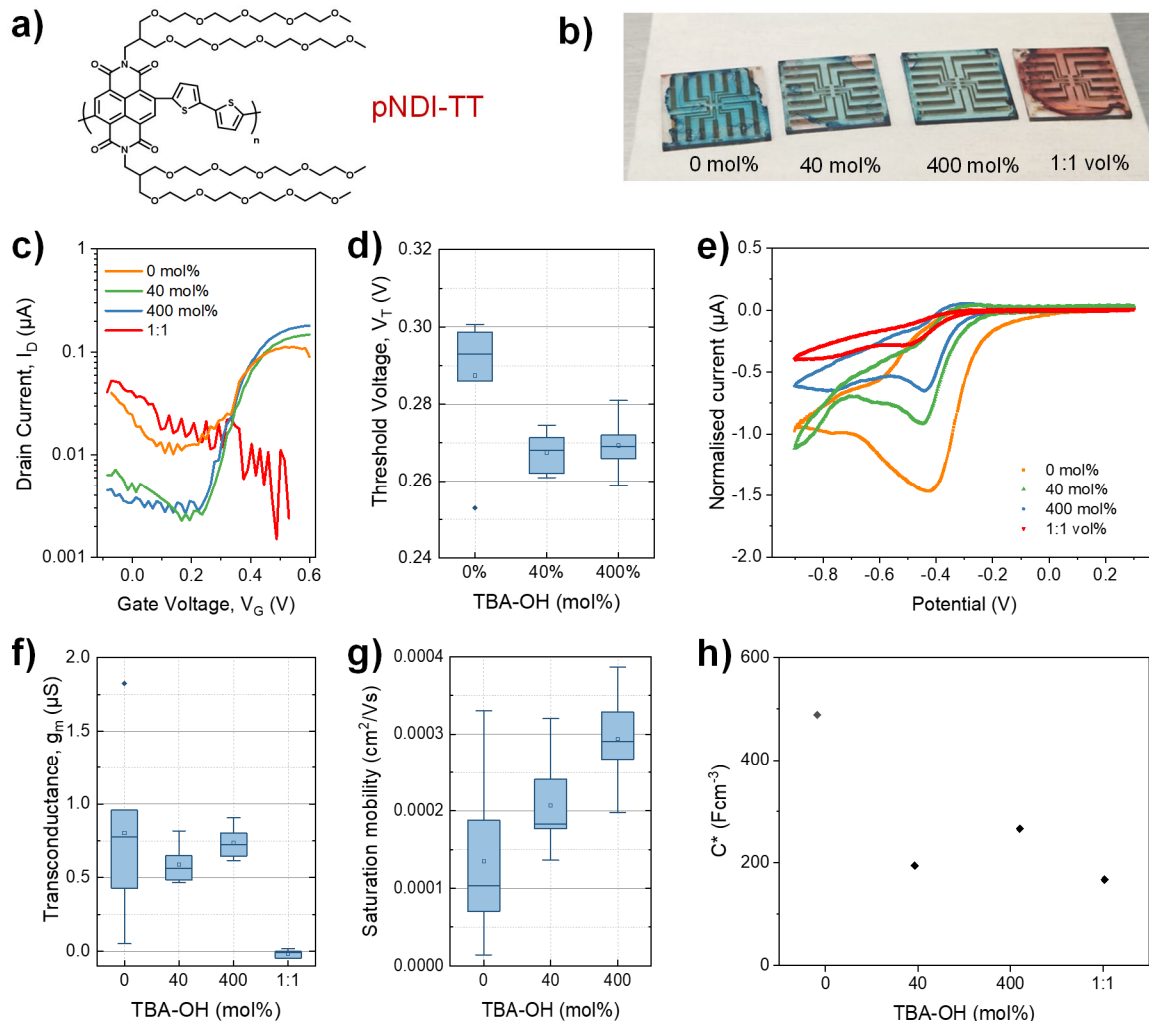 a)
O O O O O
O O O O O
O N O
S
S
n
O N O
O O O O O
O O O O O
pNDI-TT
b)
0 mol%
40 mol%
400 mol%
1:1 vol%
c)
Drain Current, I_D (µA)
1
0.1
0.01
0.001
0 mol%
40 mol%
400 mol%
1:1
0.0 0.2 0.4 0.6
Gate Voltage, V_G (V)
d)
Threshold Voltage, V_T (V)
0.32
0.30
0.28
0.26
0.24
0% 40% 400%
TBA-OH (mol%)
e)
Normalised current (µA)
0.5
0.0
-0.5
-1.0
-1.5
-2.0
0 mol%
40 mol%
400 mol%
1:1 vol%
-0.8 -0.6 -0.4 -0.2 0.0 0.2
Potential (V)
f)
Transconductance, g_m (µS)
2.0
1.5
1.0
0.5
0.0
0 40 400 1:1
TBA-OH (mol%)
g)
Saturation mobility (cm²/Vs)
0.0004
0.0003
0.0002
0.0001
0.0000
0 40 400
TBA-OH (mol%)
h)
C* (Fcm⁻³)
600
400
200
0
0 40 400 1:1
TBA-OH (mol%)